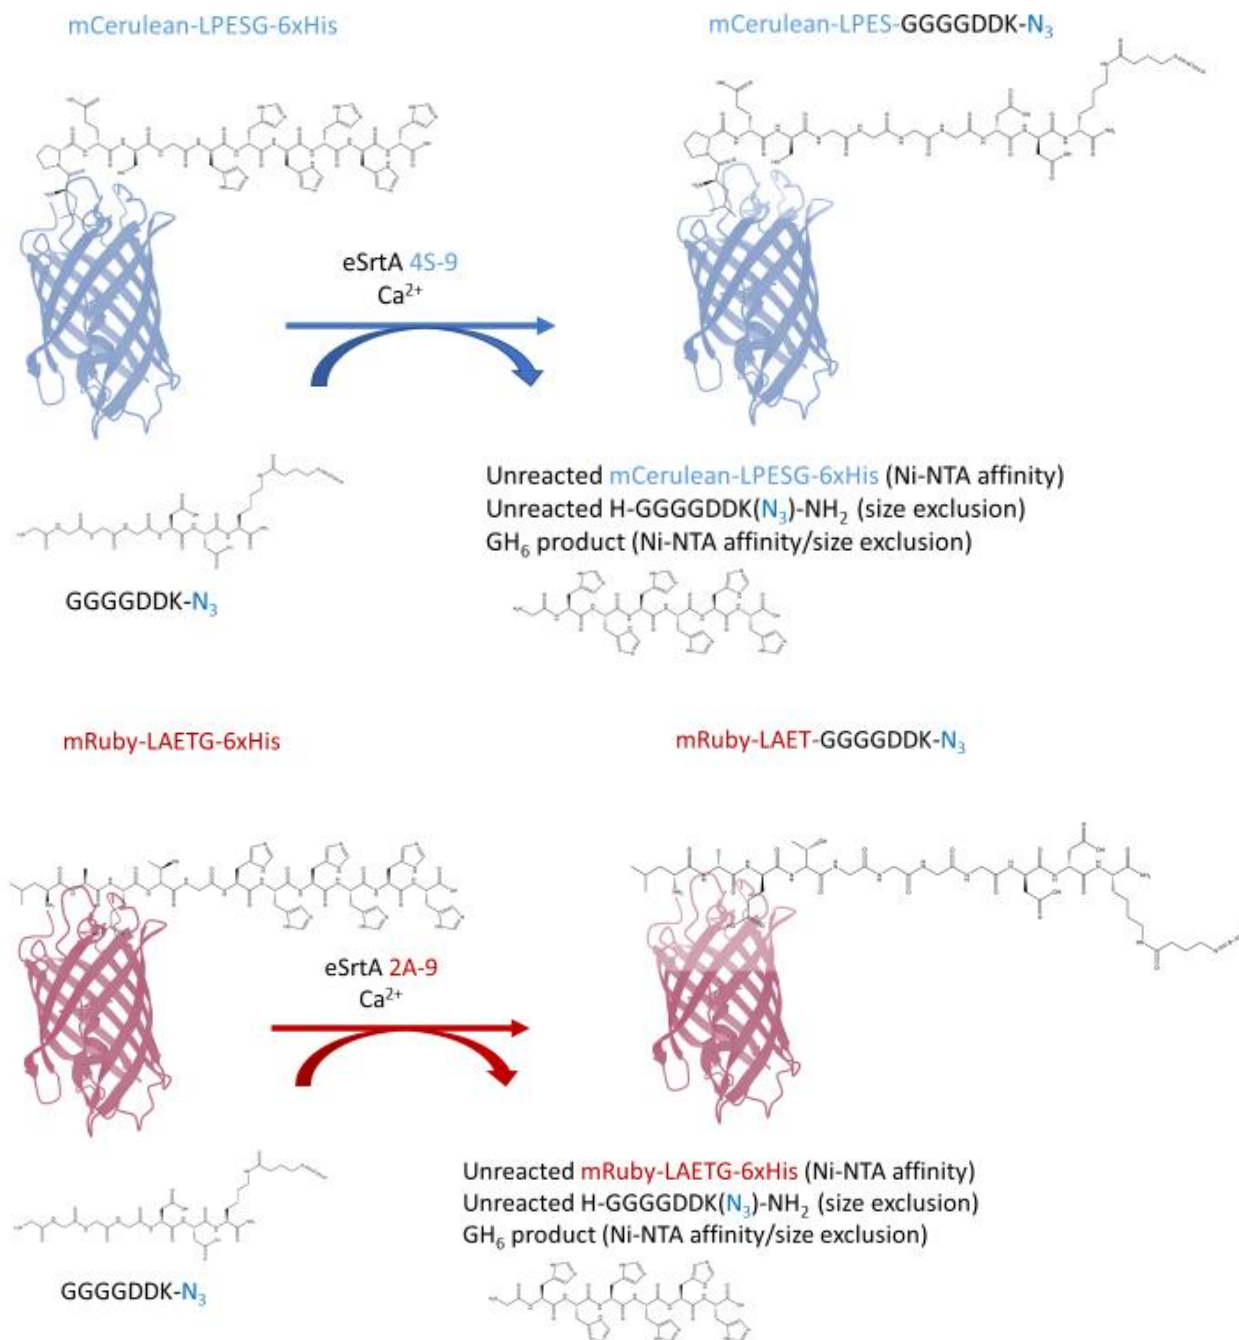 mCerulean-LPESG-6xHis
mCerulean-LPES-GGGGDDK-N₃
eSrtA 4S-9
Ca²⁺
GGGGDDK-N₃
Unreacted mCerulean-LPESG-6xHis (Ni-NTA affinity)
Unreacted H-GGGGDDK(N₃)-NH₂ (size exclusion)
GH₆ product (Ni-NTA affinity/size exclusion)
mRuby-LAETG-6xHis
mRuby-LAET-GGGGDDK-N₃
eSrtA 2A-9
Ca²⁺
GGGGDDK-N₃
Unreacted mRuby-LAETG-6xHis (Ni-NTA affinity)
Unreacted H-GGGGDDK(N₃)-NH₂ (size exclusion)
GH₆ product (Ni-NTA affinity/size exclusion)